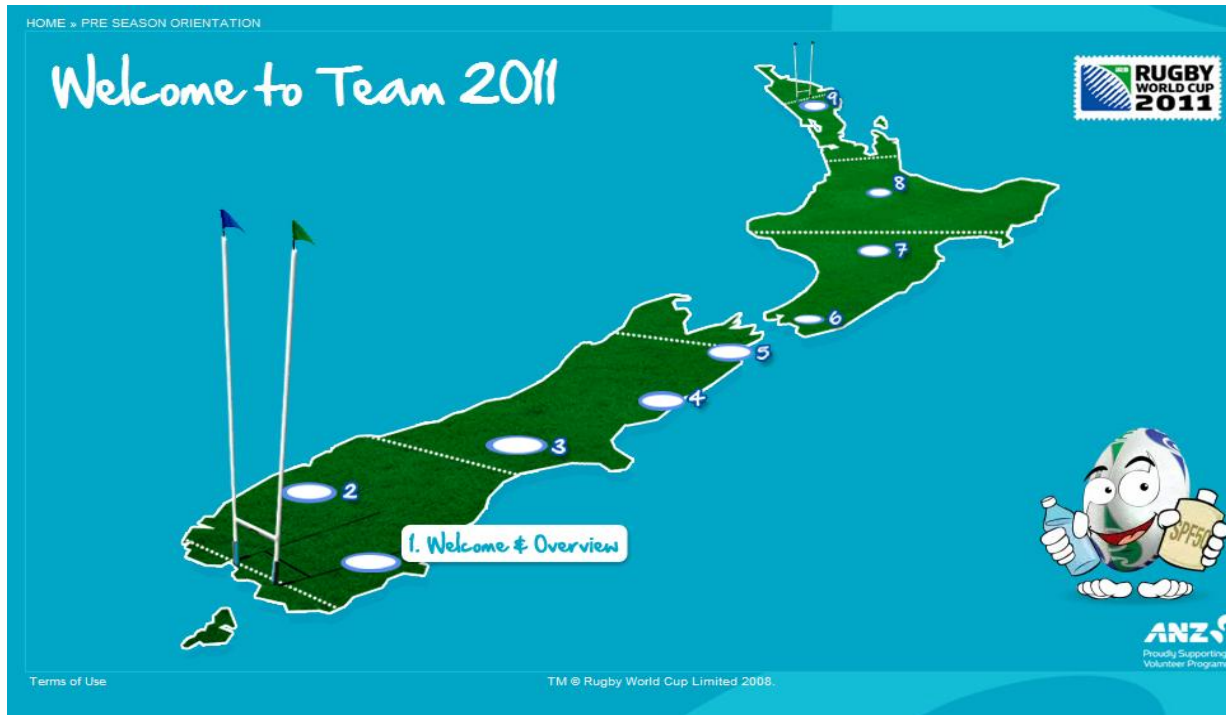 HOME » PRE SEASON ORIENTATION
Welcome to Team 2011
RUGBY
WORLD CUP
2011
9
8
7
6
5
4
3
2
1. Welcome & Overview
SPF50
ANZ
Proudly Supporting
Volunteer Program
Terms of Use
TM © Rugby World Cup Limited 2008.